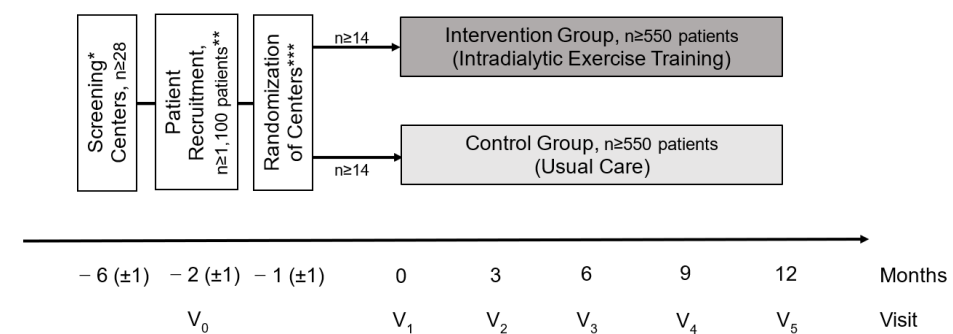 Screening*
Centers, n≥28
Patient
Recruitment,
n≥1,100 patients**
Randomization
of Centers***
n≥14
Intervention Group, n≥550 patients
(Intradialytic Exercise Training)
n≥14
Control Group, n≥550 patients
(Usual Care)
− 6 (±1) − 2 (±1) − 1 (±1) 0 3 6 9 12 Months
V₀ V₁ V₂ V₃ V₄ V₅ Visit